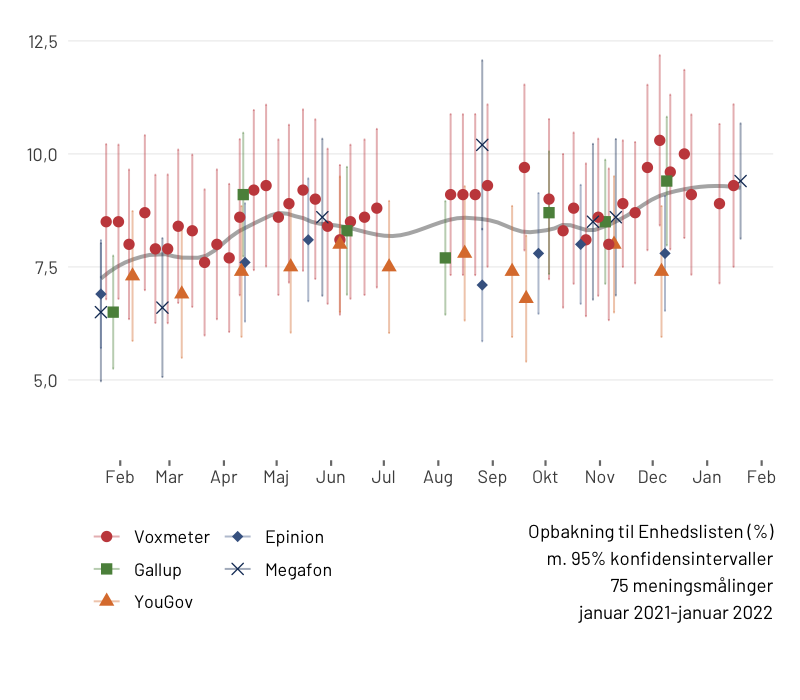 12,5
10,0
7,5
5,0
Feb Mar Apr Maj Jun Jul Aug Sep Okt Nov Dec Jan Feb
Voxmeter Epinion
Gallup Megafon
YouGov
Opbakning til Enhedslisten (%)
m. 95% konfidensintervaller
75 meningsmålinger
januar 2021-januar 2022